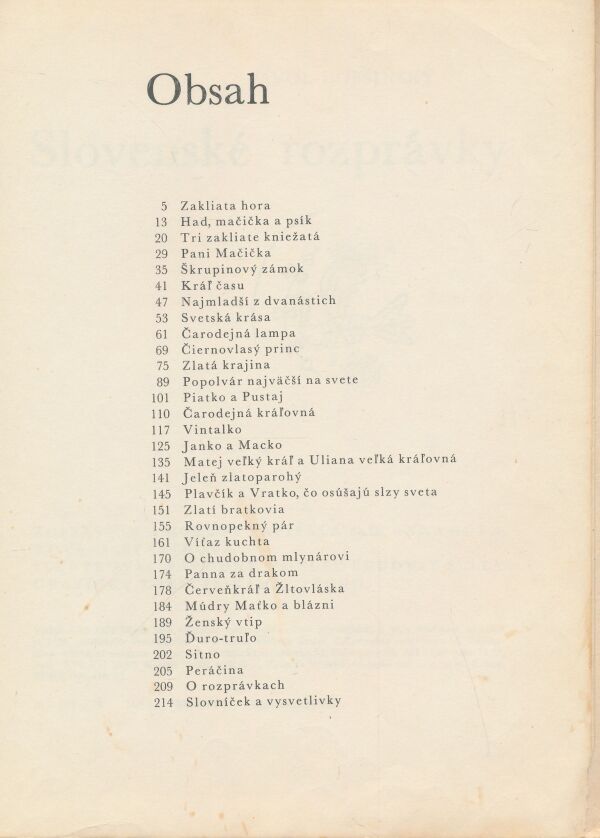 Obsah
5 Zakliata hora
13 Had, mačička a psík
20 Tri zakliate kniežatá
29 Pani Mačička
35 Škrupinový zámok
41 Kráľ času
47 Najmladší z dvanástich
53 Svetská krása
61 Čarodejná lampa
69 Čiernovlasý princ
75 Zlatá krajina
89 Popolvár najväčší na svete
101 Piatko a Pustaj
110 Čarodejná kráľovná
117 Vintalko
125 Janko a Macko
135 Matej veľký kráľ a Uliana veľká kráľovná
141 Jeleň zlatoparohý
145 Plavčík a Vratko, čo osúšajú slzy sveta
151 Zlatí bratkovia
155 Rovnopekný pár
161 Víťaz kuchta
170 O chudobnom mlynárovi
174 Panna za drakom
178 Červeňkráľ a Žltovláska
184 Múdry Maťko a blázni
189 Ženský vtip
195 Ďuro-truľo
202 Sitno
205 Peráčina
209 O rozprávkach
214 Slovníček a vysvetlivky
Slovenské rozprávky